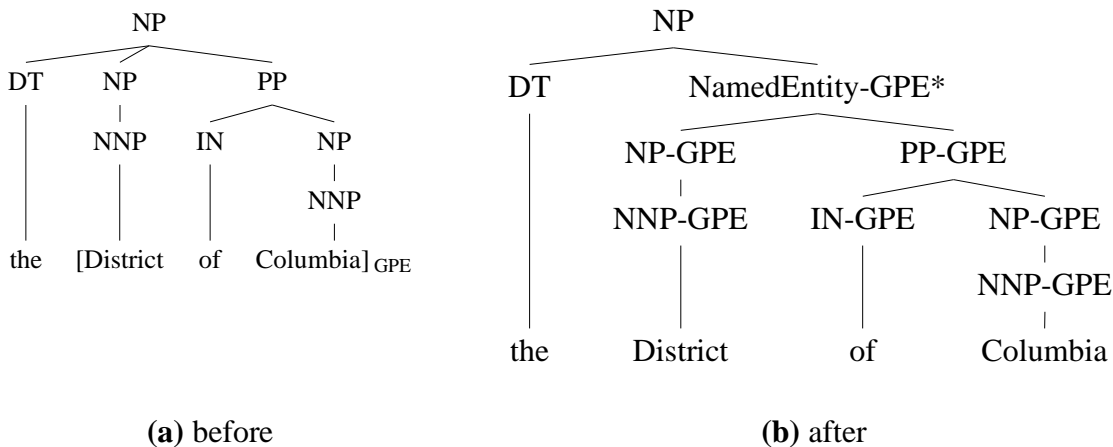 NP
DT NP PP
NNP IN NP
NNP
the [District of Columbia] GPE
(a) before
NP
DT NamedEntity-GPE*
NP-GPE PP-GPE
NNP-GPE IN-GPE NP-GPE
NNP-GPE
the District of Columbia
(b) after